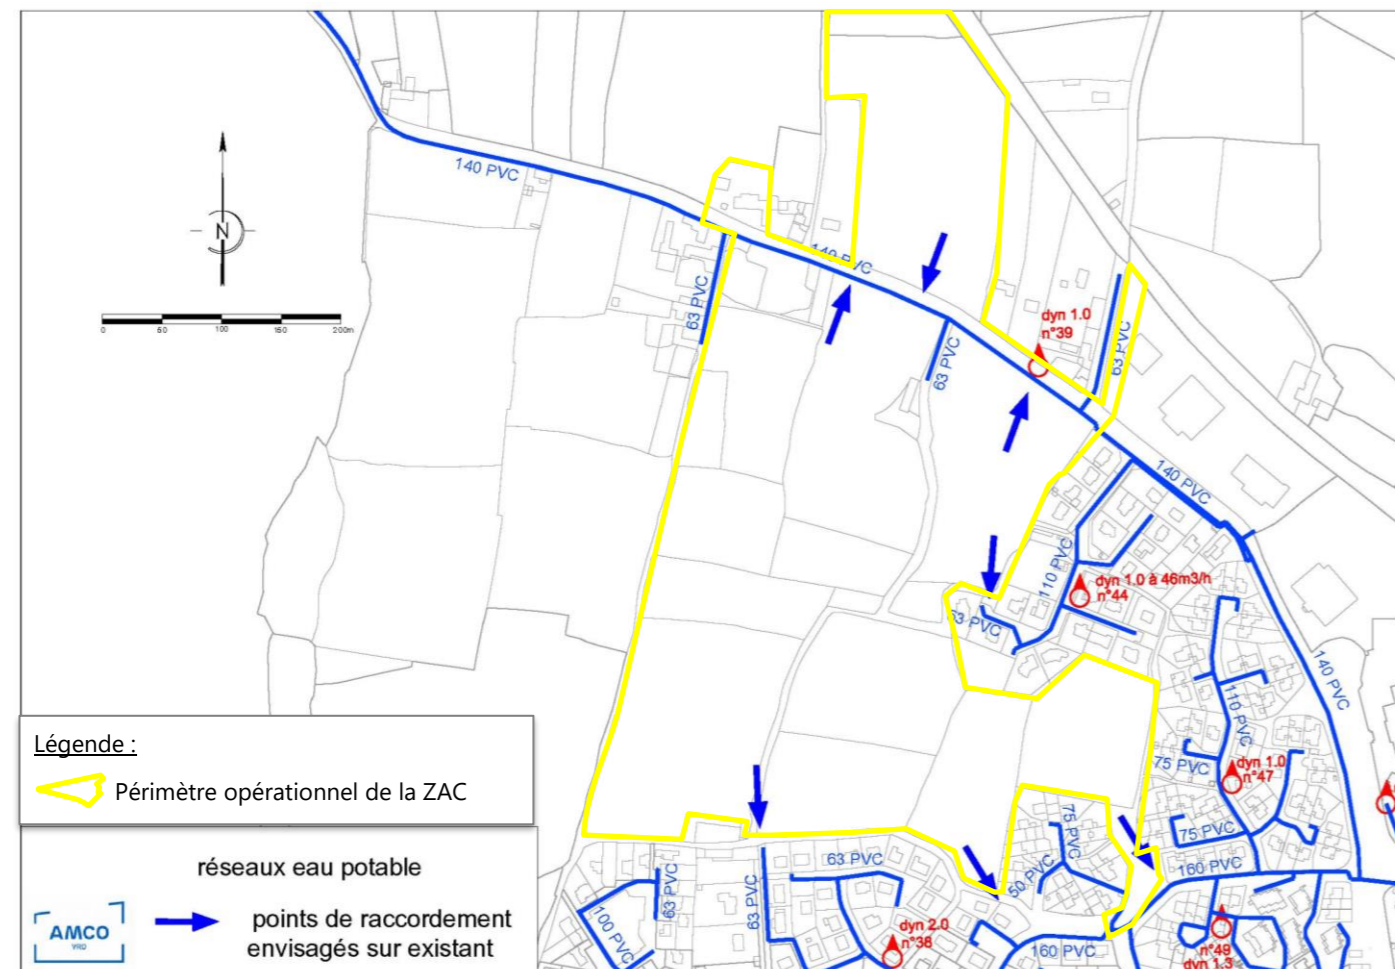 140 PVC
N
0
50
100
150
200m
63 PVC
140 PVC
63 PVC
dyn 1.0
n°39
63 PVC
140 PVC
110 PVC
dyn 1.0 à 46m3/h
n°44
63 PVC
140 PVC
110 PVC
75 PVC
dyn 1.0
n°47
75 PVC
75 PVC
160 PVC
50 PVC
63 PVC
63 PVC
63 PVC
100 PVC
dyn 2.0
n°38
160 PVC
n°49
dyn 1.3
Légende :
Périmètre opérationnel de la ZAC
réseaux eau potable
AMCO
VRD
points de raccordement
envisagés sur existant